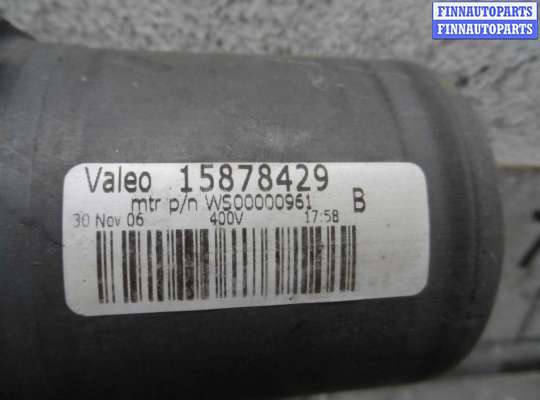 FINNAUTOPARTS
FINNAUTOPARTS
Valeo 15878429
mtr p/n WS00000961 B
30 Nov 06 400V 17:58